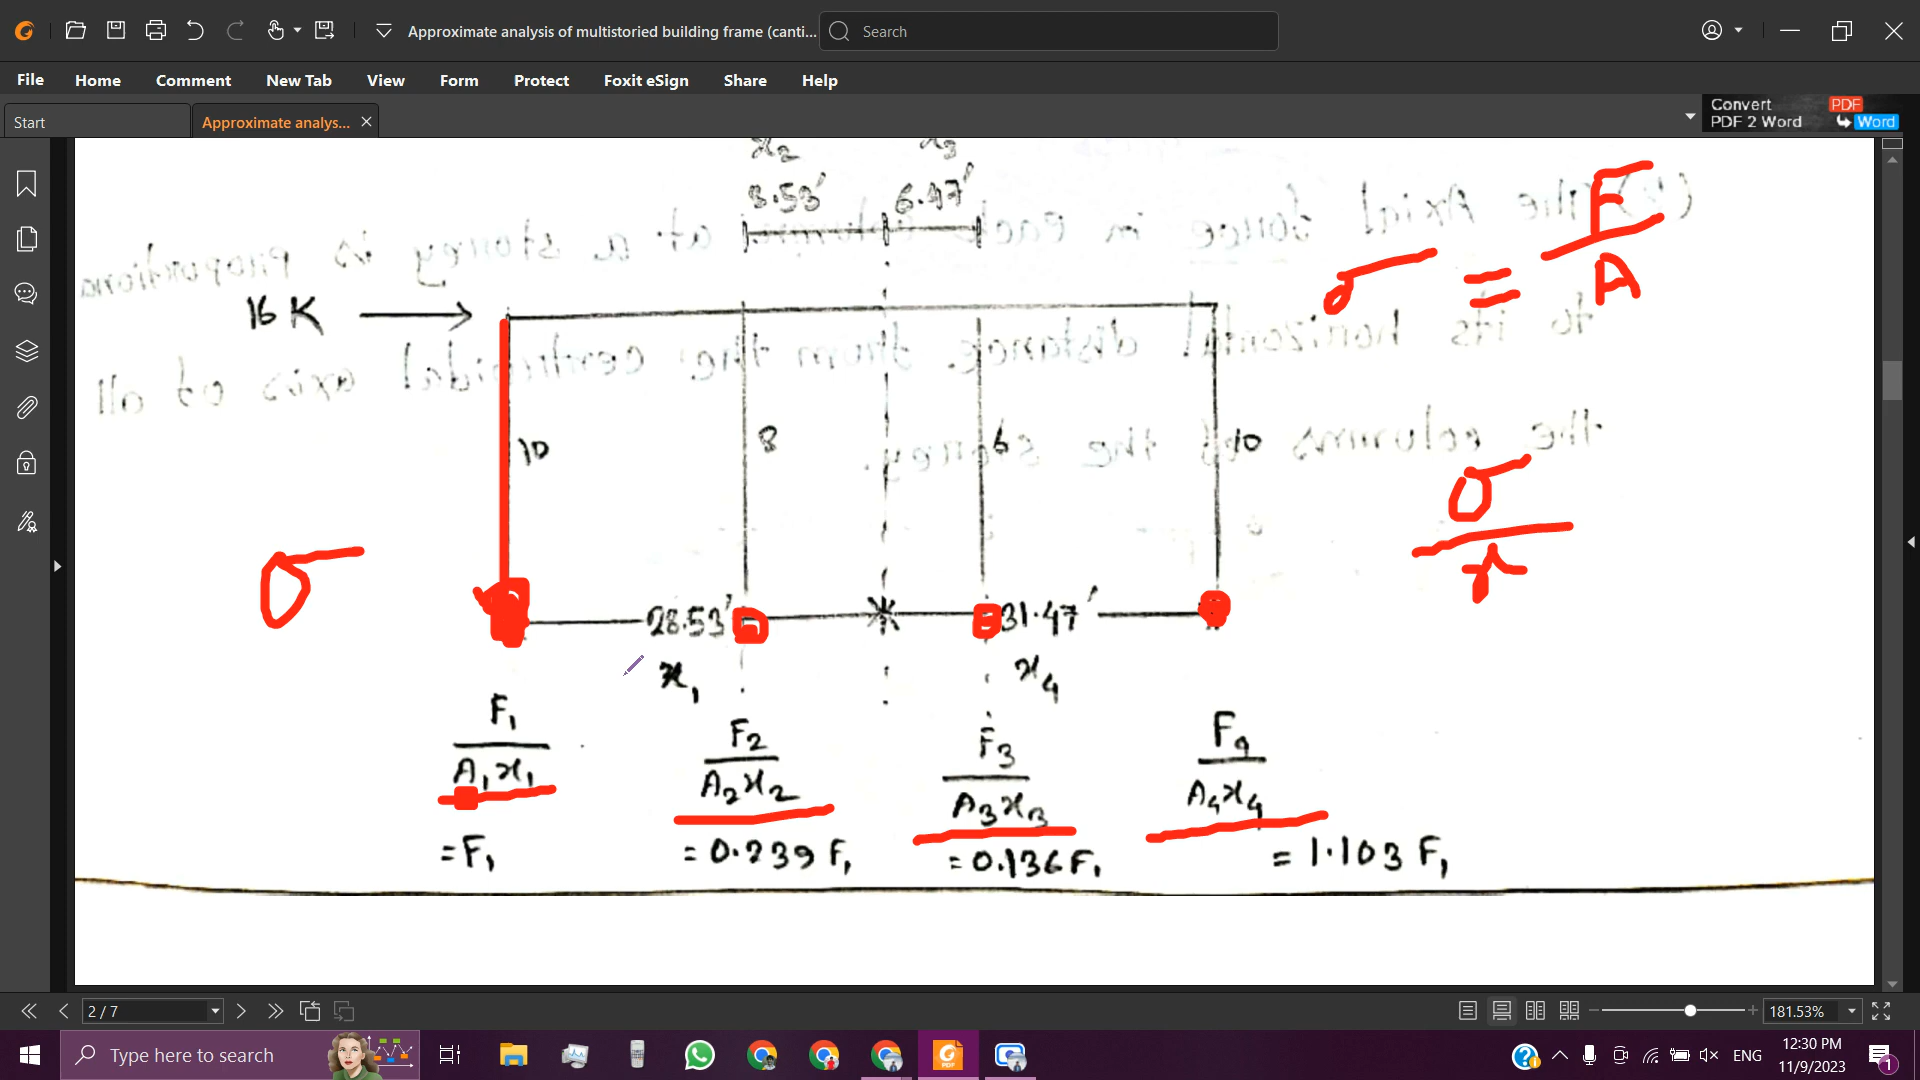 Approximate analysis of multistoried building frame (canti...
Search
File Home Comment New Tab View Form Protect Foxit eSign Share Help
Start
Approximate analys...
Convert PDF
PDF 2 Word Word
x2 x3
8.53' 6.47'
σ = F/A
16 K
10 8 6 10
σ/x
σ
28.53' 31.47'
x1 x4
F1 F2 F3 F4
A1x1 A2x2 A3x3 A4x4
= F1 = 0.239 F1 = 0.136 F1 = 1.103 F1
2 / 7
181.53%
Type here to search
ENG
12:30 PM
11/9/2023
1